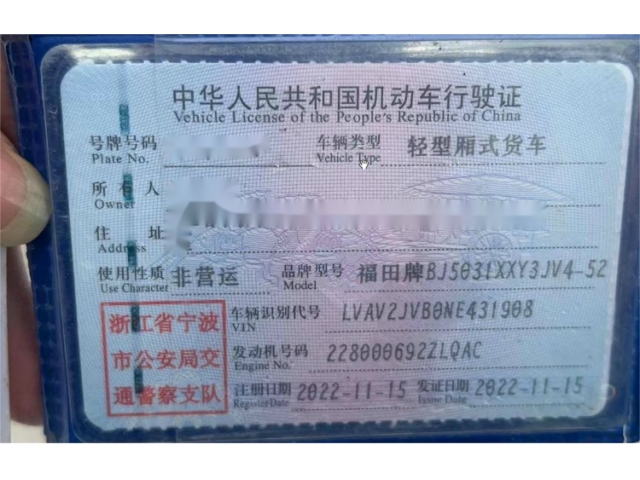 中华人民共和国机动车行驶证
Vehicle License of the People's Republic of China
号牌号码 车辆类型 轻型厢式货车
Plate No. Vehicle Type
所有人
Owner
住址
Address
使用性质 非营运 品牌型号 福田牌BJ5031XXY3JV4-52
Use Character Model
浙江省宁波 车辆识别代号 LVAV2JVB0NE431908
VIN
市公安局交 发动机号码 228000692ZLQAC
Engine No.
通警察支队 注册日期 2022-11-15 发证日期 2022-11-15
Register Date Issue Date